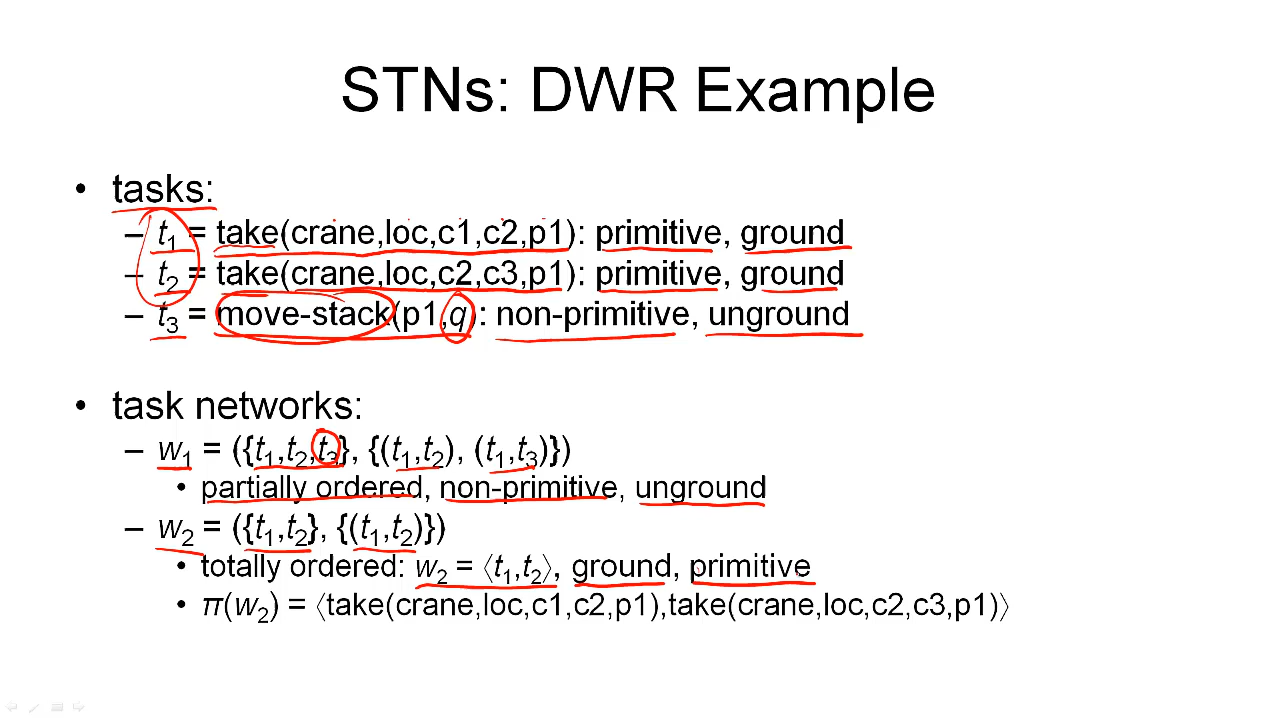 STNs: DWR Example
• tasks:
– t1 = take(crane,loc,c1,c2,p1): primitive, ground
– t2 = take(crane,loc,c2,c3,p1): primitive, ground
– t3 = move-stack(p1,q): non-primitive, unground
• task networks:
– w1 = ({t1,t2,t3}, {(t1,t2), (t1,t3)})
• partially ordered, non-primitive, unground
– w2 = ({t1,t2}, {(t1,t2)})
• totally ordered: w2 = ⟨t1,t2⟩, ground, primitive
• π(w2) = ⟨take(crane,loc,c1,c2,p1),take(crane,loc,c2,c3,p1)⟩